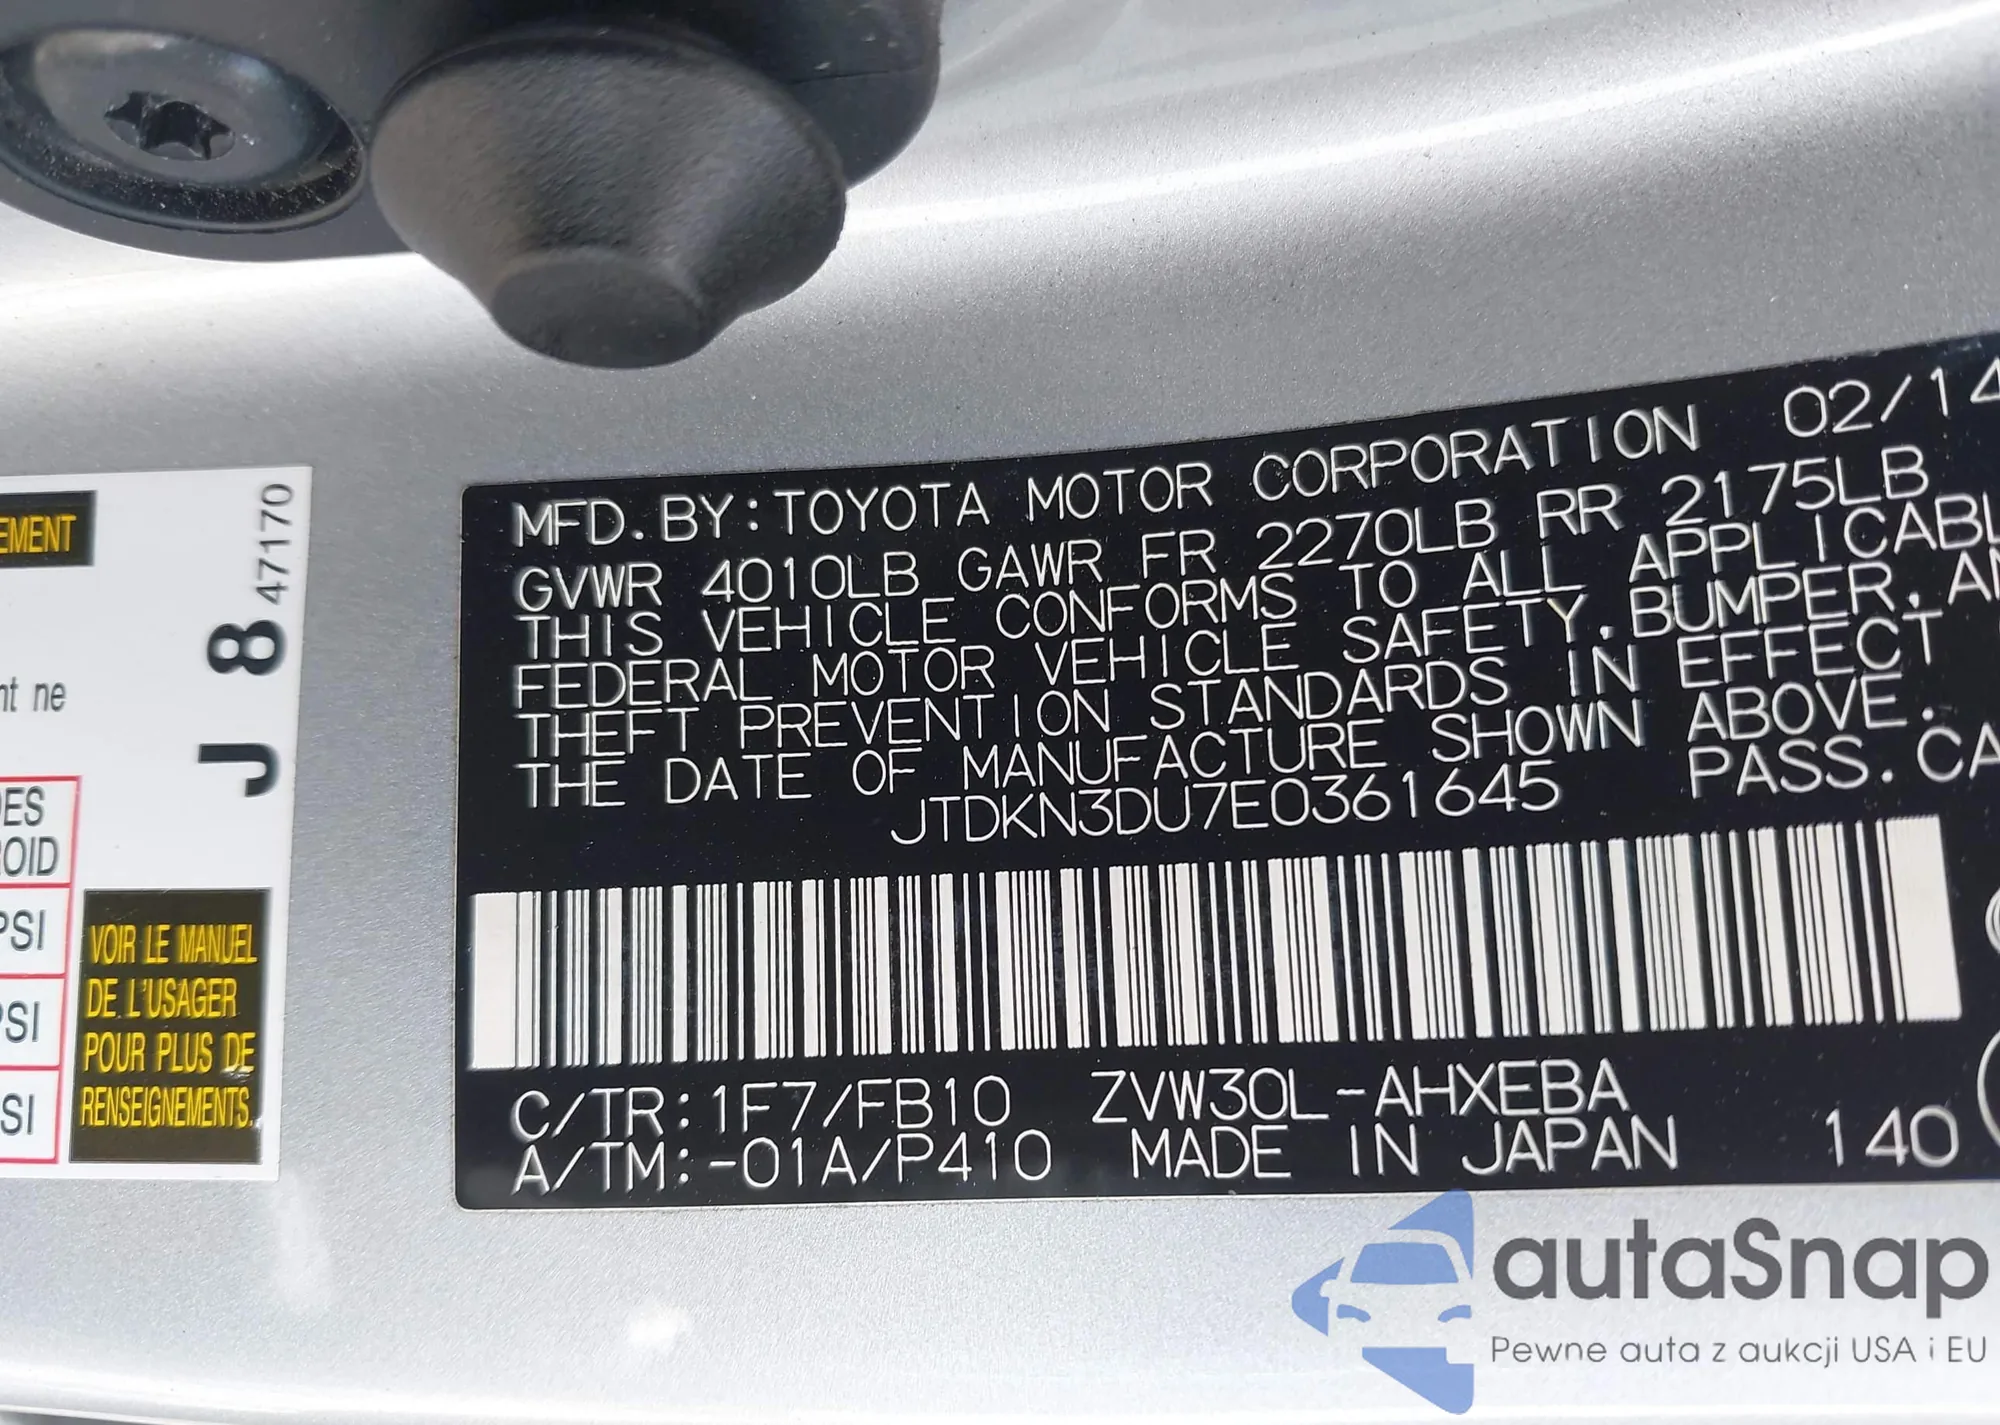 EMENT
J 8 47170
nt ne
DES
ROID
PSI
PSI
PSI
VOIR LE MANUEL
DE L'USAGER
POUR PLUS DE
RENSEIGNEMENTS.
MFD. BY: TOYOTA MOTOR CORPORATION 02/14
GVWR 4010LB GAWR FR 2270LB RR 2175LB
THIS VEHICLE CONFORMS TO ALL APPLICABL
FEDERAL MOTOR VEHICLE SAFETY, BUMPER, AN
THEFT PREVENTION STANDARDS IN EFFECT
THE DATE OF MANUFACTURE SHOWN ABOVE.
JTDKN3DU7E0361645 PASS. CA
C/TR: 1F7/FB10 ZVW30L-AHXEBA
A/TM: -01A/P410 MADE IN JAPAN 140
autaSnap
Pewne auta z aukcji USA i EU